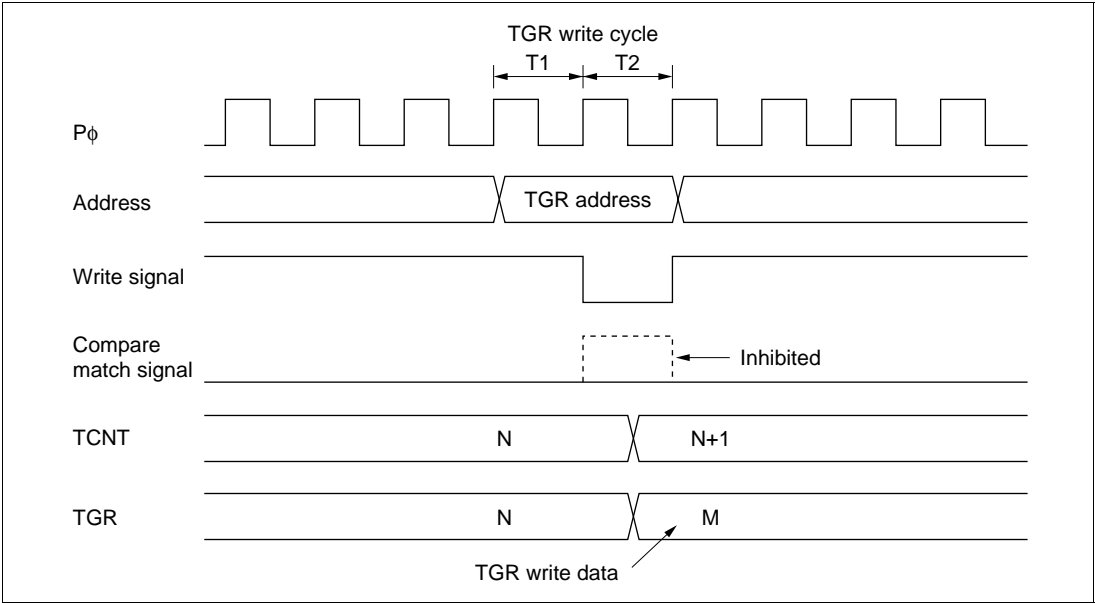 TGR write cycle
T1 T2
Pϕ
Address
TGR address
Write signal
Compare
match signal
Inhibited
TCNT
N
N+1
TGR
N
M
TGR write data